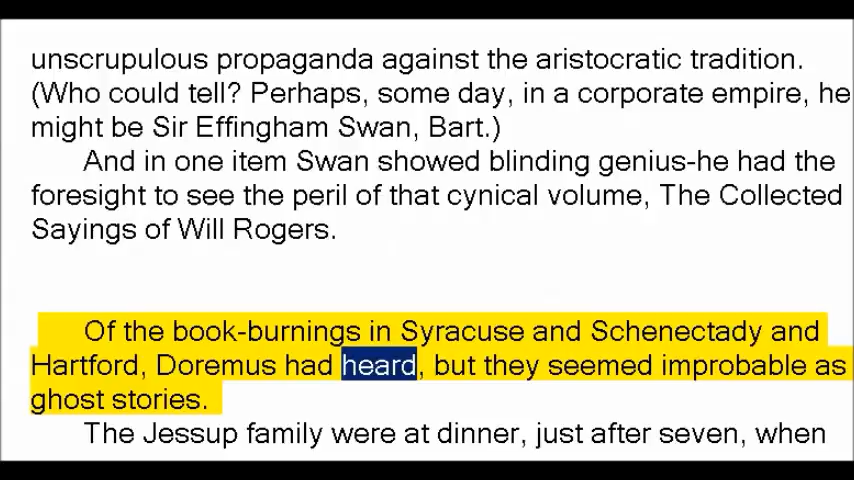 unscrupulous propaganda against the aristocratic tradition.
(Who could tell? Perhaps, some day, in a corporate empire, he
might be Sir Effingham Swan, Bart.)
And in one item Swan showed blinding genius-he had the
foresight to see the peril of that cynical volume, The Collected
Sayings of Will Rogers.
Of the book-burnings in Syracuse and Schenectady and
Hartford, Doremus had heard, but they seemed improbable as
ghost stories.
The Jessup family were at dinner, just after seven, when